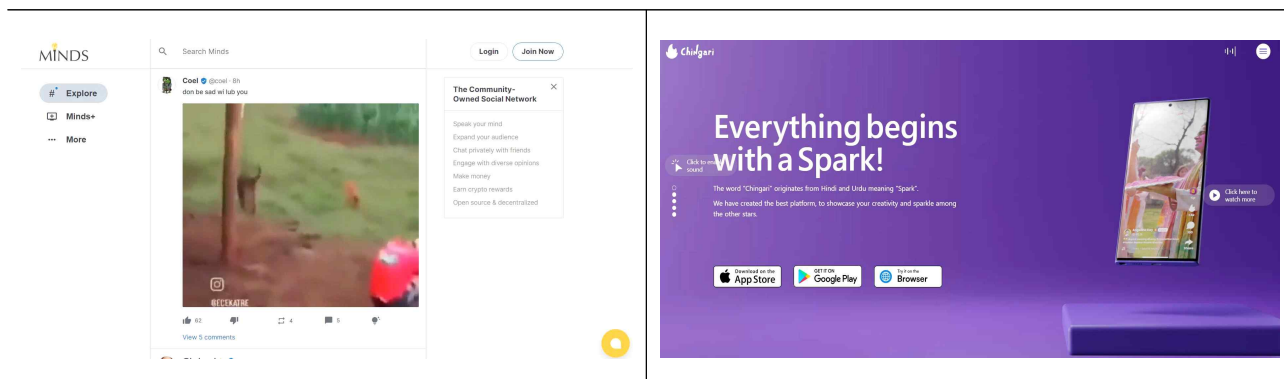 MINDS
Search Minds
Login
Join Now
# Explore
Minds+
More
Coel @coel · 8h
don be sad wi lub you
@ECEKATRE
62
4
5
View 5 comments
The Community-
Owned Social Network
Speak your mind
Expand your audience
Chat privately with friends
Engage with diverse opinions
Make money
Earn crypto rewards
Open source & decentralized
Chingari
Everything begins
with a Spark!
Click to
sound
The word "Chingari" originates from Hindi and Urdu meaning "Spark".
We have created the best platform, to showcase your creativity and sparkle among
the other stars.
Click here to
watch more
Download on the
App Store
GET IT ON
Google Play
Try it on the
Browser